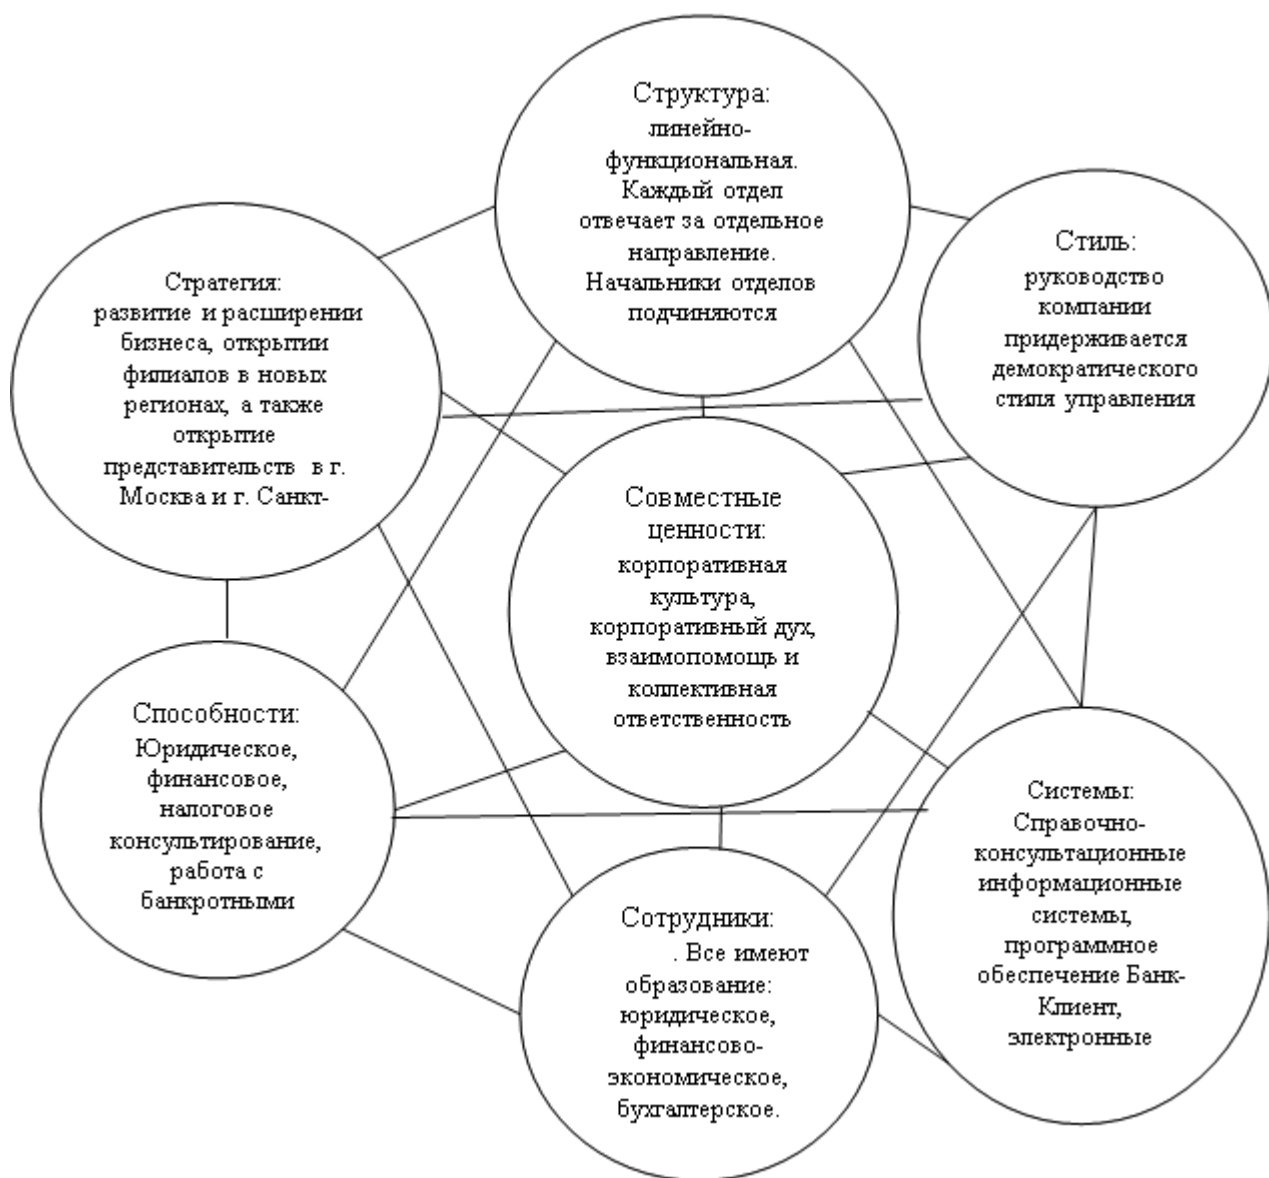 Структура:
линейно-
функциональная.
Каждый отдел
отвечает за отдельное
направление.
Начальники отделов
подчиняются
Стиль:
руководство
компании
придерживается
демократического
стиля управления
Стратегия:
развитие и расширении
бизнеса, открытии
филиалов в новых
регионах, а также
открытие
представительств в г.
Москва и г. Санкт-
Совместные
ценности:
корпоративная
культура,
корпоративный дух,
взаимопомощь и
коллективная
ответственность
Способности:
Юридическое,
финансовое,
налоговое
консультирование,
работа с
банкротными
Системы:
Справочно-
консультационные
информационные
системы,
программное
обеспечение Банк-
Клиент,
электронные
Сотрудники:
. Все имеют
образование:
юридическое,
финансово-
экономическое,
бухгалтерское.